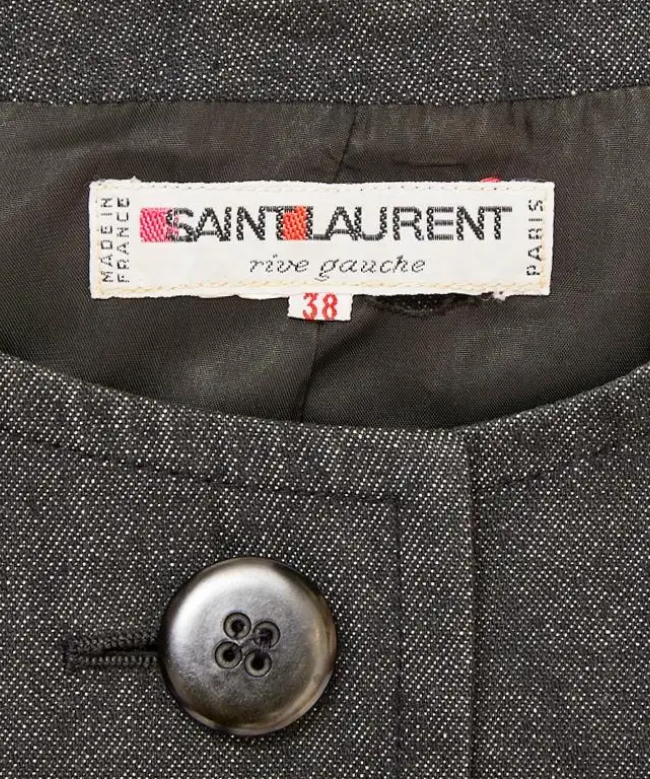 MADE IN
FRANCE
SAINT LAURENT
rive gauche
PARIS
38